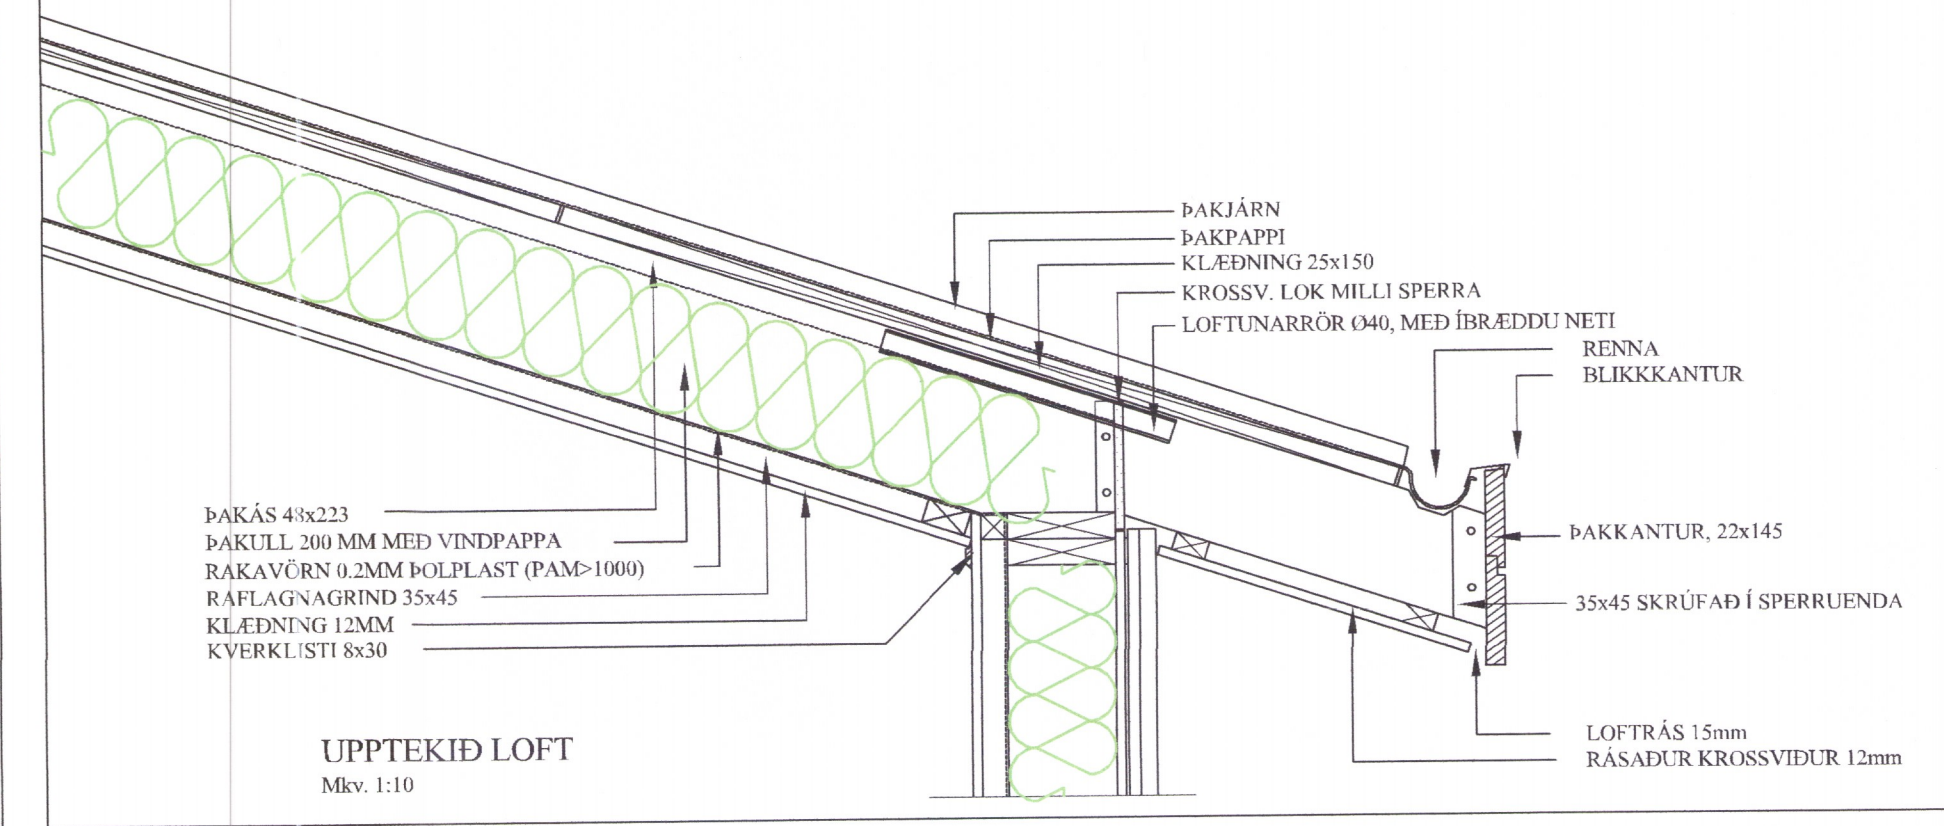 ÞAKJÁRN
ÞAKPAPPI
KLÆÐNING 25x150
KROSSV. LOK MILLI SPERRA
LOFTUNARRÖR Ø40, MEÐ ÍBRÆDDU NETI
RENNA
BLIKKKANTUR
ÞAKKANTUR, 22x145
35x45 SKRÚFAÐ Í SPERRUENDA
LOFTRÁS 15mm
RÁSAÐUR KROSSVIÐUR 12mm
ÞAKÁS 48x223
ÞAKULL 200 MM MEÐ VINDPAPPA
RAKAVÖRN 0.2MM ÞOLPLAST (PAM>1000)
RAFLAGNAGRIND 35x45
KLÆÐNING 12MM
KVERKLISTI 8x30
UPPTEKIÐ LOFT
Mkv. 1:10